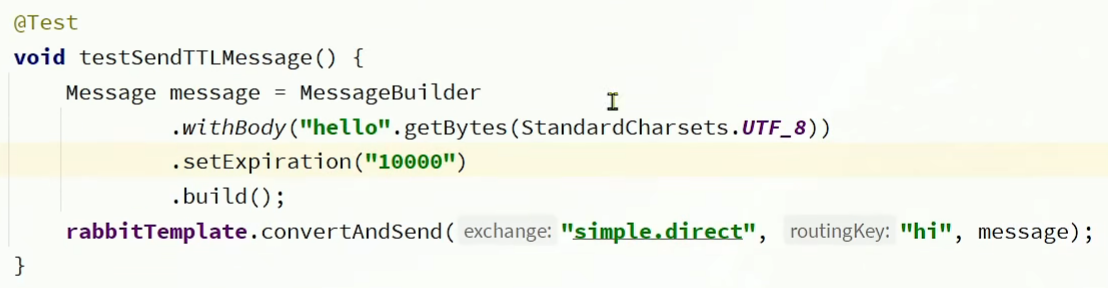 @Test
void testSendTTLMessage() {
Message message = MessageBuilder
.withBody("hello".getBytes(StandardCharsets.UTF_8))
.setExpiration("10000")
.build();
rabbitTemplate.convertAndSend( exchange: "simple.direct", routingKey: "hi", message);
}